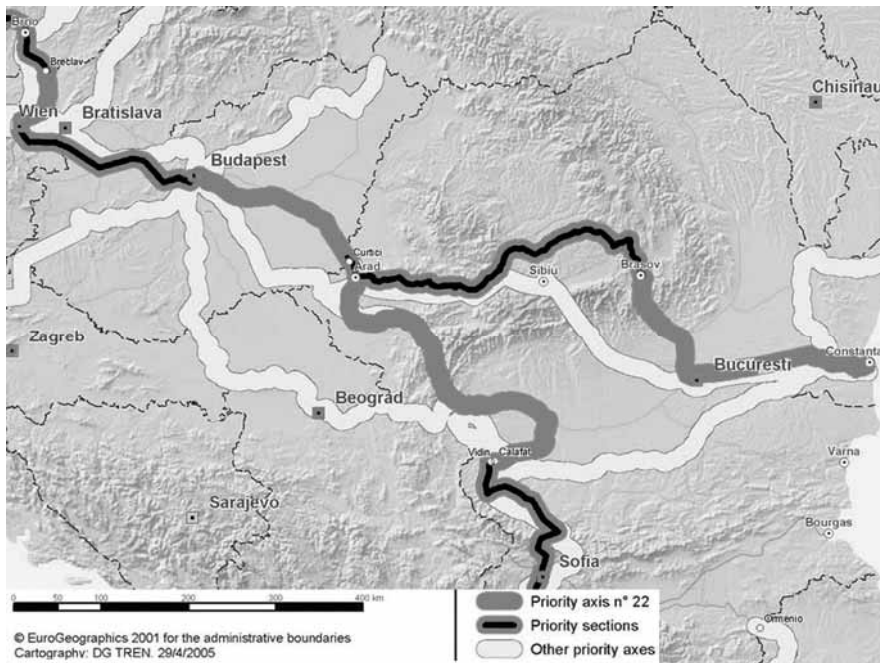 Brno
Breclav
Wien
Bratislava
Chisinau
Budapest
Curtici
Arad
Sibiu
Brasov
Zagreb
Bucuresti
Constanta
Beograd
Vidin
Calafat
Varna
Sarajevo
Bourgas
Sofia
Ormenio
0 50 100 200 300 400 km
Priority axis n° 22
Priority sections
Other priority axes
© EuroGeographics 2001 for the administrative boundaries
Cartography: DG TREN, 29/4/2005